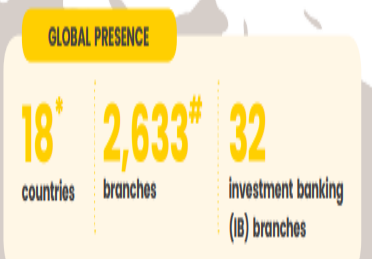 GLOBAL PRESENCE
18* 2,633# 32
countries branches investment banking
(IB) branches